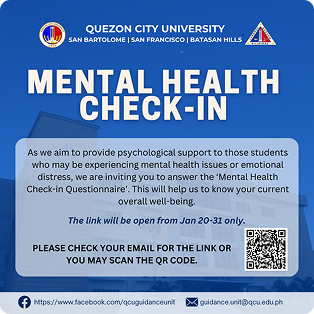 QUEZON CITY UNIVERSITY
SAN BARTOLOME | SAN FRANCISCO | BATASAN HILLS
MENTAL HEALTH
CHECK-IN
As we aim to provide psychological support to those students
who may be experiencing mental health issues or emotional
distress, we are inviting you to answer the ‘Mental Health
Check-in Questionnaire’. This will help us to know your current
overall well-being.
The link will be open from Jan 20-31 only.
PLEASE CHECK YOUR EMAIL FOR THE LINK OR
YOU MAY SCAN THE QR CODE.
https://www.facebook.com/qcuguidanceunit
guidance.unit@qcu.edu.ph